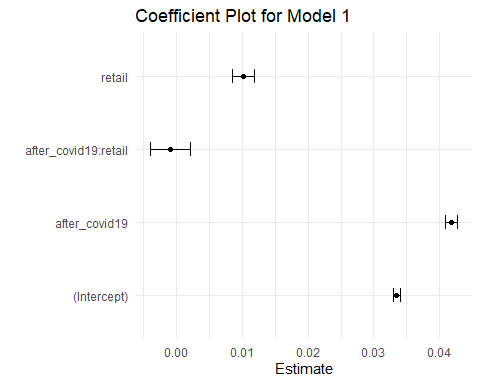 Coefficient Plot for Model 1
retail
after_covid19:retail
after_covid19
(Intercept)
0.00 0.01 0.02 0.03 0.04
Estimate